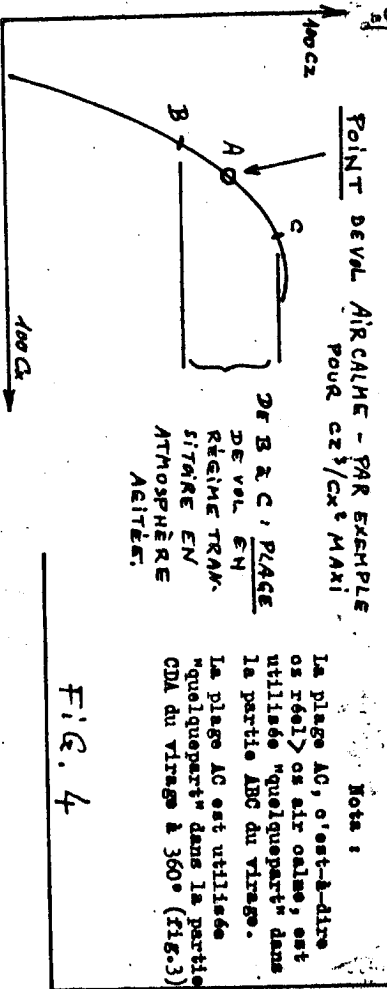 100 Cz
POINT DE VOL AIR CALME - PAR EXEMPLE
POUR CZ³/CX² MAXI
B
A
C
100 Cx
DE B à C : PLAGE
DE VOL EN
RÉGIME TRAN-
SITOIRE EN
ATMOSPHÈRE
AGITÉE.
Nota :
La plage AC, c'est-à-dire
cz réel > cz air calme, est
utilisée "quelquepart" dans
la partie ABC du virage.
La plage AC est utilisée
"quelquepart" dans la partie
CDA du virage à 360° (fig.3)
FIG. 4